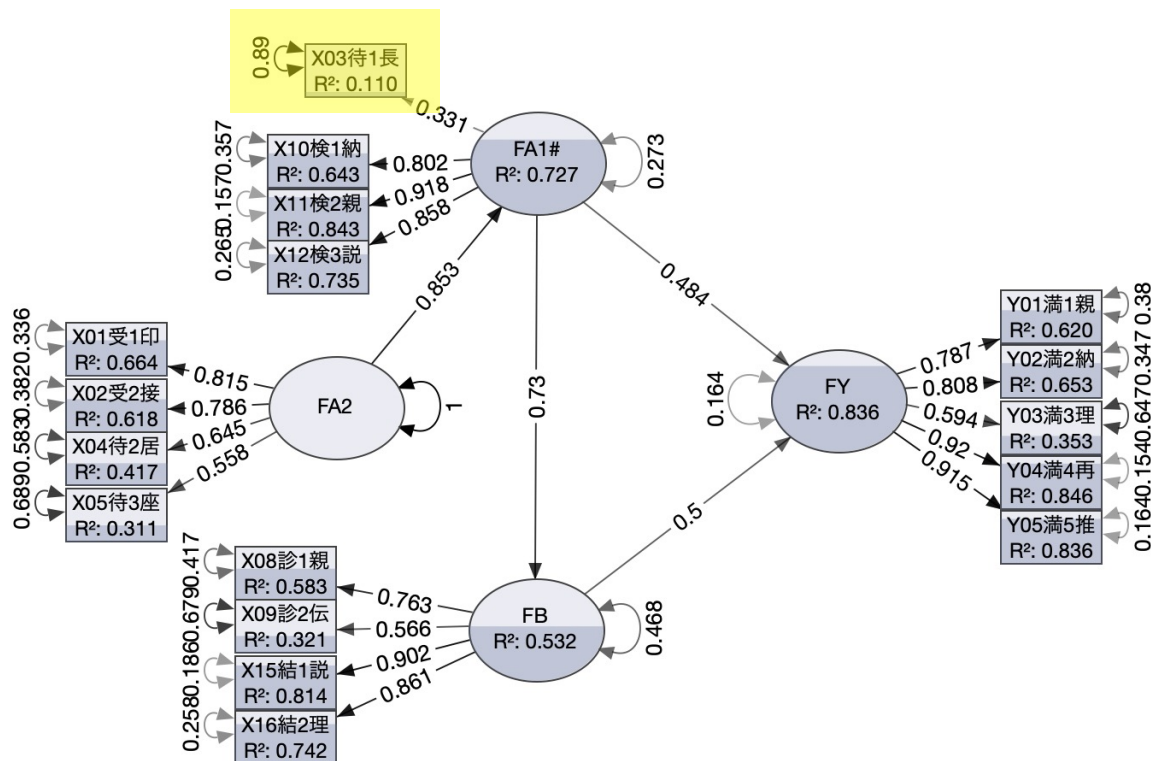 0.89
X03待1長
R²: 0.110
0.331
0.357
X10検1納
R²: 0.643
0.802
FA1#
R²: 0.727
0.273
0.157
X11検2親
R²: 0.843
0.918
0.265
X12検3説
R²: 0.735
0.858
0.853
0.484
0.336
X01受1印
R²: 0.664
0.815
0.382
X02受2接
R²: 0.618
0.786
0.583
X04待2居
R²: 0.417
0.645
0.689
X05待3座
R²: 0.311
0.558
FA2
1
0.73
0.164
FY
R²: 0.836
0.787
Y01満1親
R²: 0.620
0.38
0.808
Y02満2納
R²: 0.653
0.347
0.594
Y03満3理
R²: 0.353
0.647
0.92
Y04満4再
R²: 0.846
0.154
0.915
Y05満5推
R²: 0.836
0.164
0.5
0.417
X08診1親
R²: 0.583
0.763
0.679
X09診2伝
R²: 0.321
0.566
0.186
X15結1説
R²: 0.814
0.902
0.258
X16結2理
R²: 0.742
0.861
FB
R²: 0.532
0.468